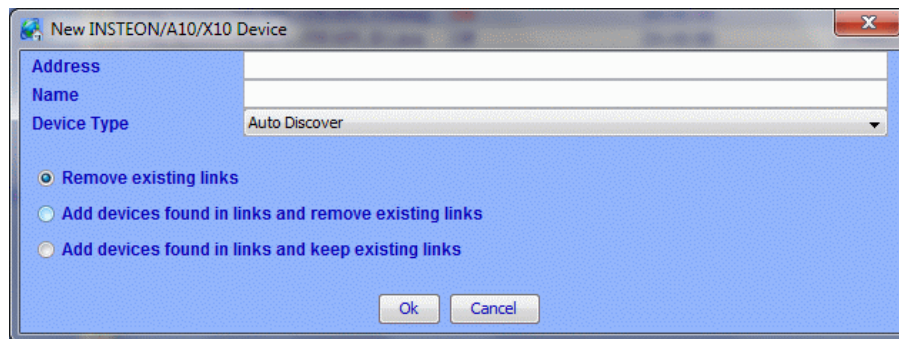 New INSTEON/A10/X10 Device
Address
Name
Device Type Auto Discover
Remove existing links
Add devices found in links and remove existing links
Add devices found in links and keep existing links
Ok Cancel